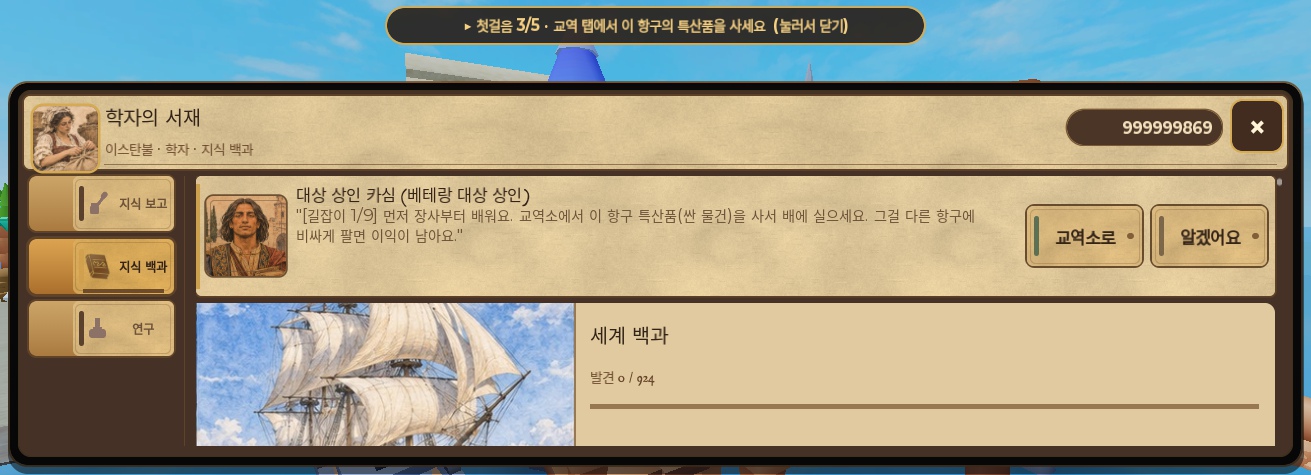 ▸ 첫걸음 3/5 · 교역 탭에서 이 항구의 특산품을 사세요 (눌러서 닫기)
학자의 서재
999999869
×
이스탄불 · 학자 · 지식 백과
지식 보고
지식 백과
연구
대상 상인 카심 (베테랑 대상 상인)
"[길잡이 1/9] 먼저 장사부터 배워요. 교역소에서 이 항구 특산품(싼 물건)을 사서 배에 실으세요. 그걸 다른 항구에
비싸게 팔면 이익이 남아요."
교역소로
알겠어요
세계 백과
발견 0 / 924